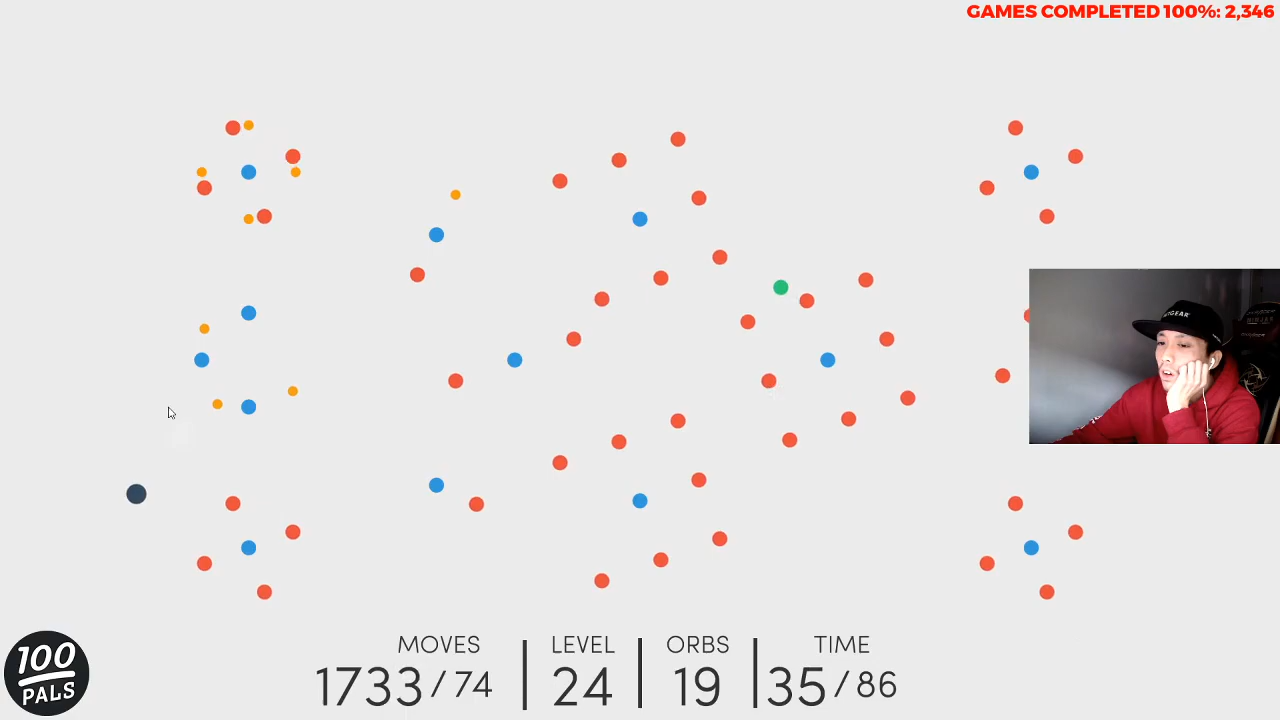 GAMES COMPLETED 100%: 2,346
MOVES
1733 / 74
LEVEL
24
ORBS
19
TIME
35 / 86
100
PALS